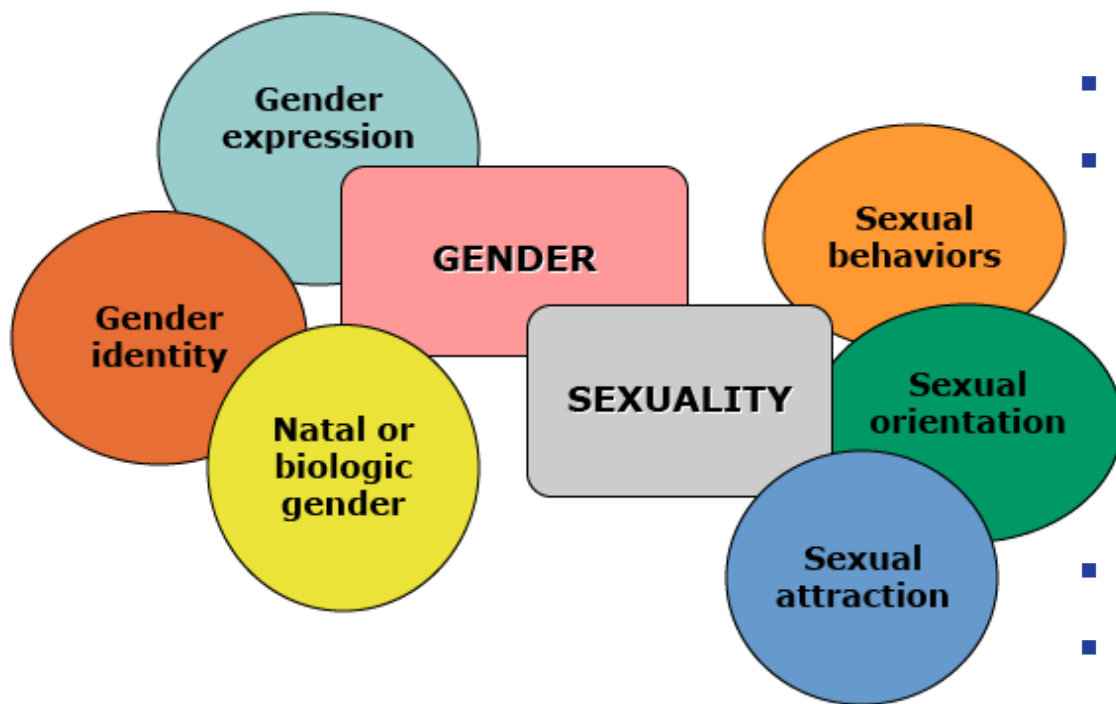 Gender
expression
GENDER
Gender
identity
Natal or
biologic
gender
SEXUALITY
Sexual
behaviors
Sexual
orientation
Sexual
attraction